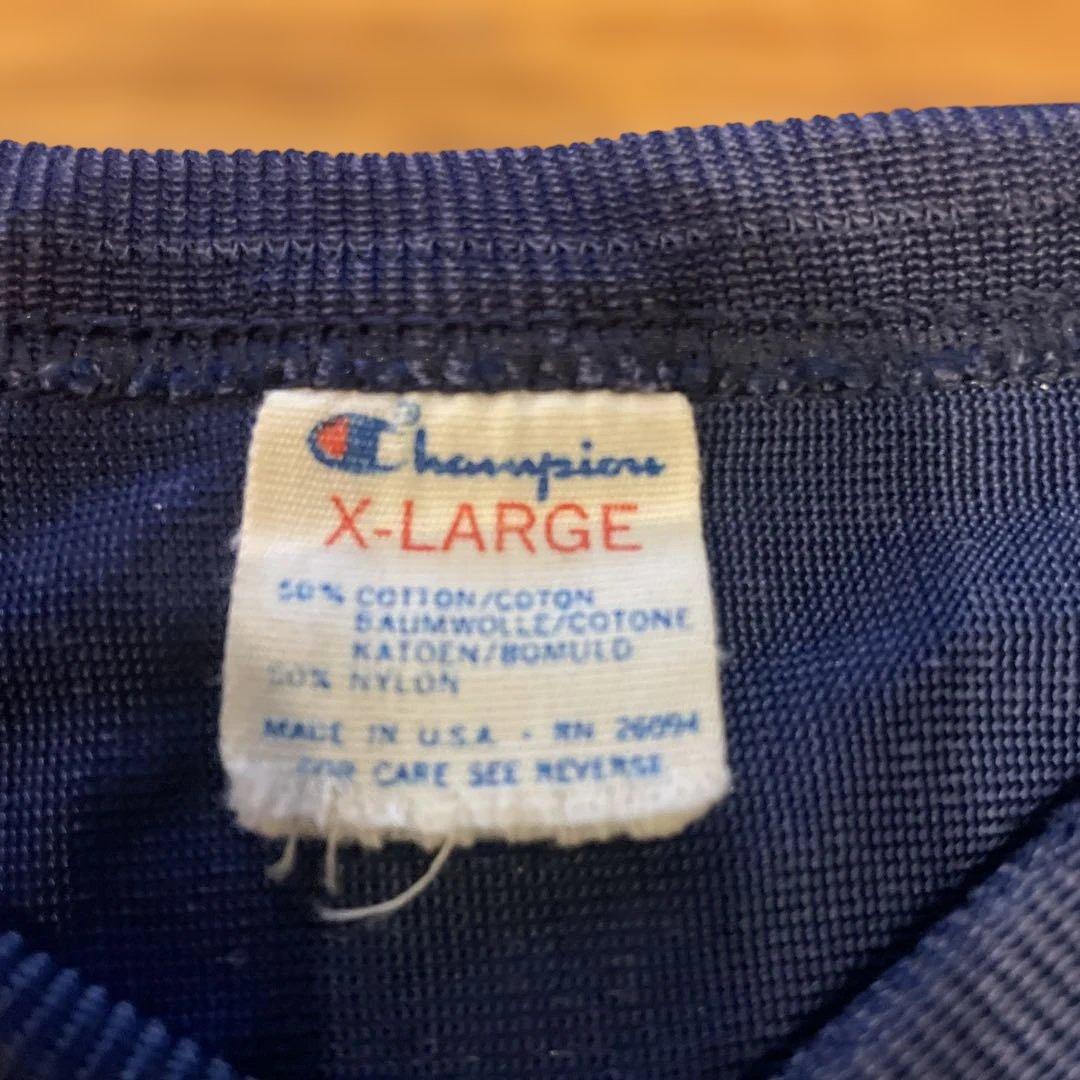 Champion
X-LARGE
50% COTTON/COTON
BAUMWOLLE/COTONE
KATOEN/BOMULD
50% NYLON
MADE IN U.S.A. - RN 26094
FOR CARE SEE REVERSE